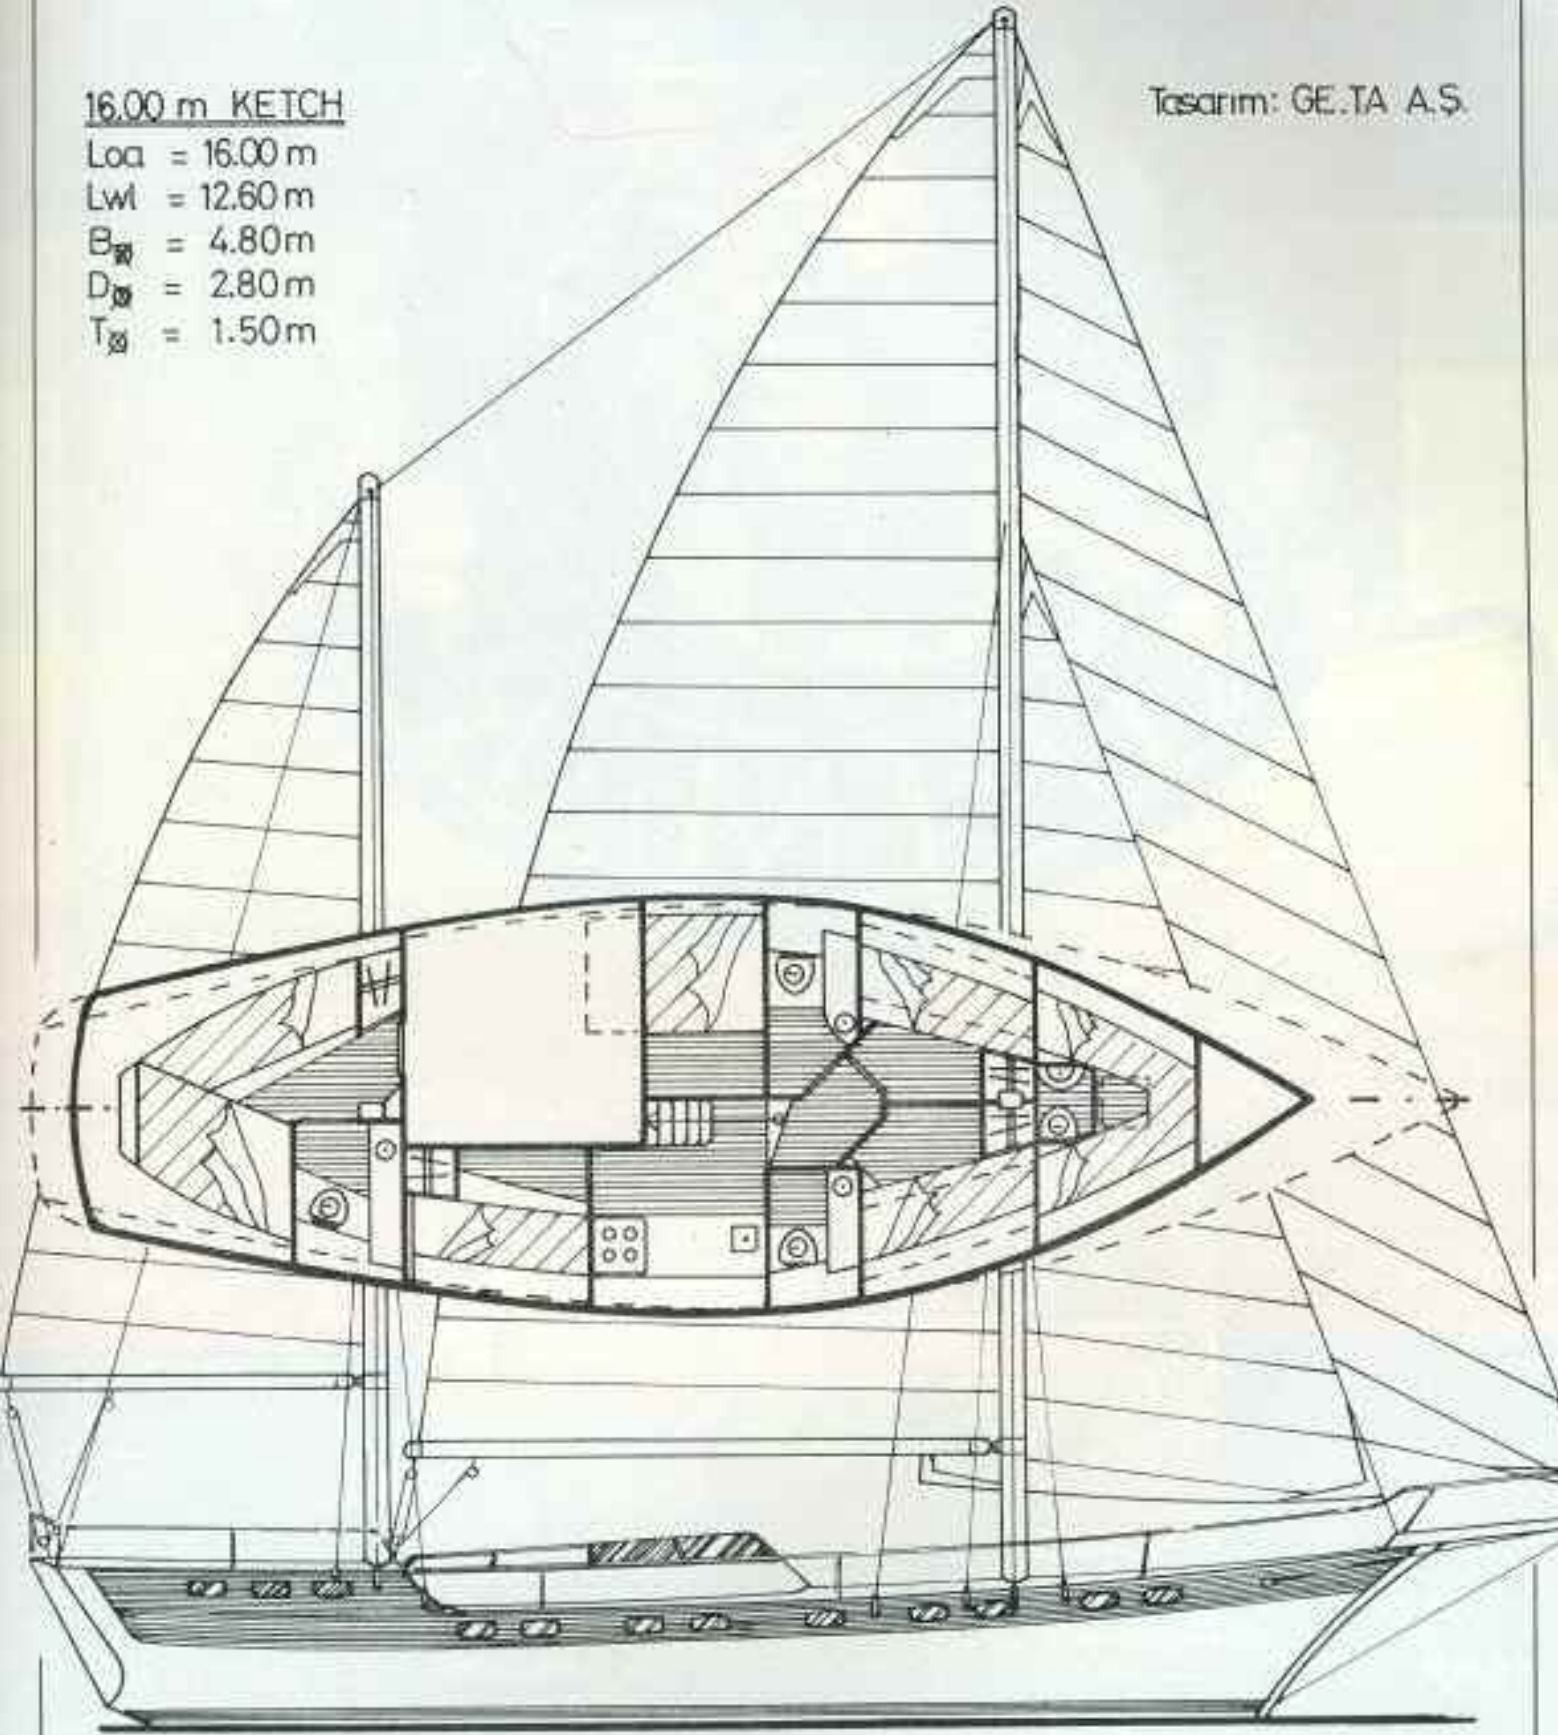 16.00 m KETCH
Loa = 16.00 m
Lwl = 12.60 m
B = 4.80 m
D = 2.80 m
T = 1.50 m
Tasarım: GE.TA A.Ş.